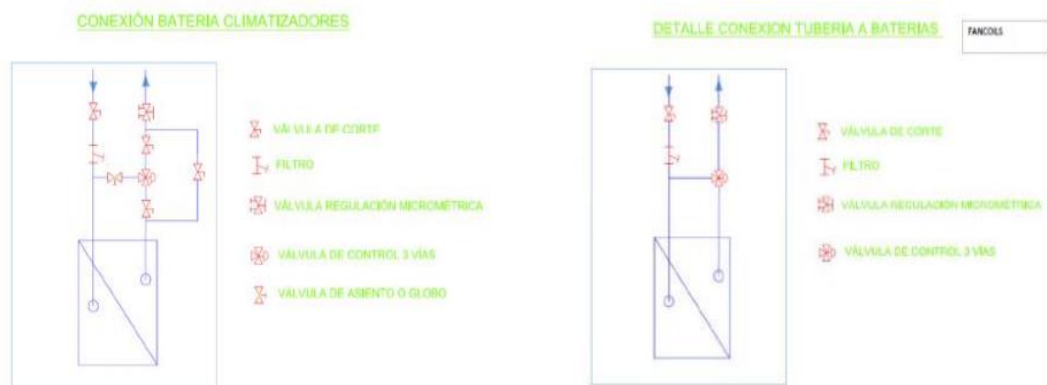 CONEXIÓN BATERIA CLIMATIZADORES
VÁLVULA DE CORTE
FILTRO
VÁLVULA REGULACIÓN MICROMÉTRICA
VÁLVULA DE CONTROL 3 VÍAS
VÁLVULA DE ASIENTO O GLOBO
DETALLE CONEXION TUBERIA A BATERIAS
FANCOILS
VÁLVULA DE CORTE
FILTRO
VÁLVULA REGULACIÓN MICROMÉTRICA
VÁLVULA DE CONTROL 3 VÍAS